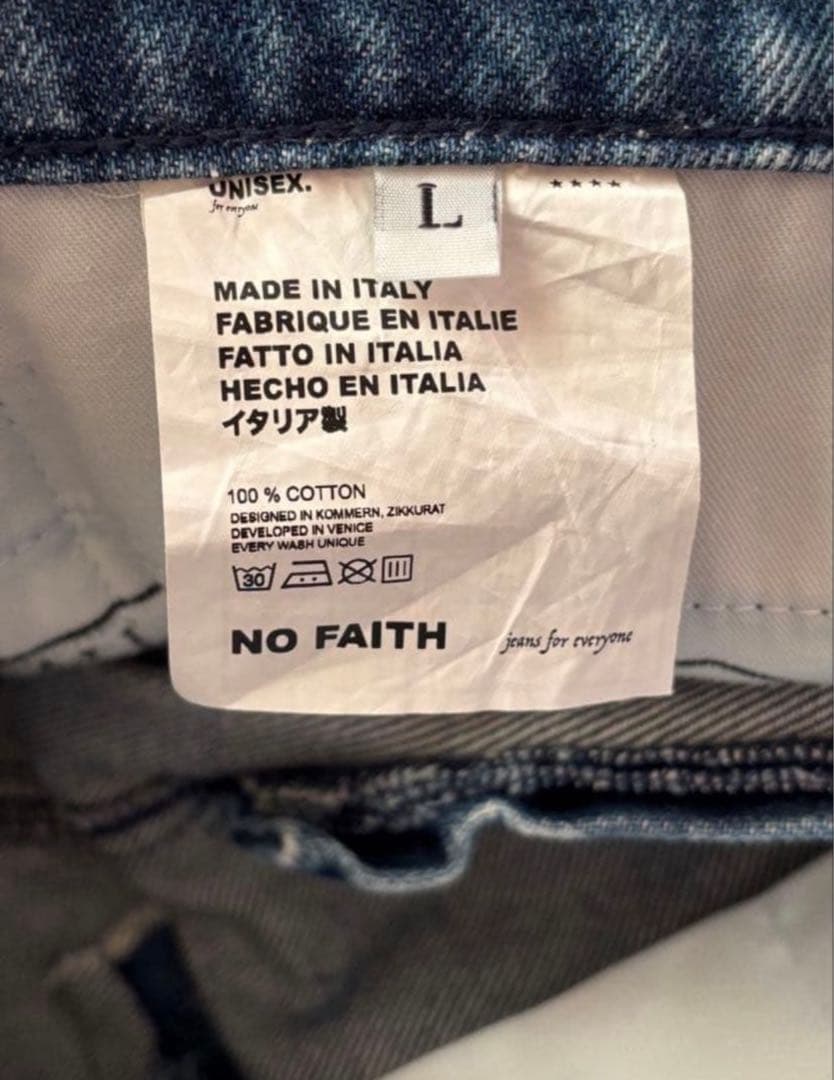 UNISEX.
for everyone
L
★★★★
MADE IN ITALY
FABRIQUE EN ITALIE
FATTO IN ITALIA
HECHO EN ITALIA
イタリア製
100 % COTTON
DESIGNED IN KOMMERN, ZIKKURAT
DEVELOPED IN VENICE
EVERY WASH UNIQUE
30
NO FAITH
jeans for everyone